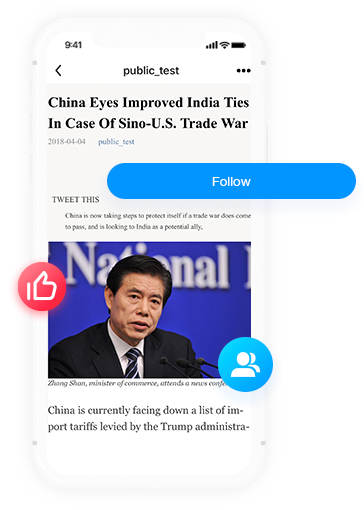 9:41
public_test
China Eyes Improved India Ties
In Case Of Sino-U.S. Trade War
2018-04-04 public_test
Follow
TWEET THIS
China is now taking steps to protect itself if a trade war does come
to pass, and is looking to India as a potential ally,
National
Zhong Shan, minister of commerce, attends a news confe
China is currently facing down a list of im-
port tariffs levied by the Trump administra-